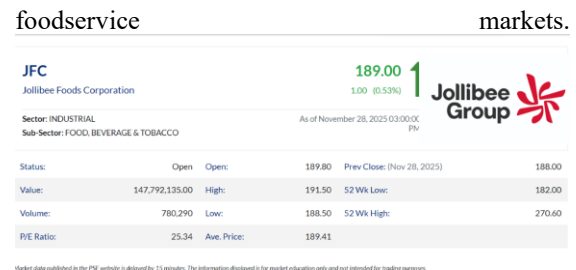 foodservice markets.
JFC
189.00
Jollibee Foods Corporation
1.00 (0.53%)
Jollibee
Group
Sector: INDUSTRIAL
As of November 28, 2025 03:00:00
PM
Sub-Sector: FOOD, BEVERAGE & TOBACCO
Status: Open Open: 189.80 Prev Close: (Nov 28, 2025) 188.00
Value: 147,792,135.00 High: 191.50 52 Wk Low: 182.00
Volume: 780,290 Low: 188.50 52 Wk High: 270.60
P/E Ratio: 25.34 Ave. Price: 189.41
Market data published in the PSE website is delayed by 15 minutes. The information displayed is for market education only and not intended for trading purposes.